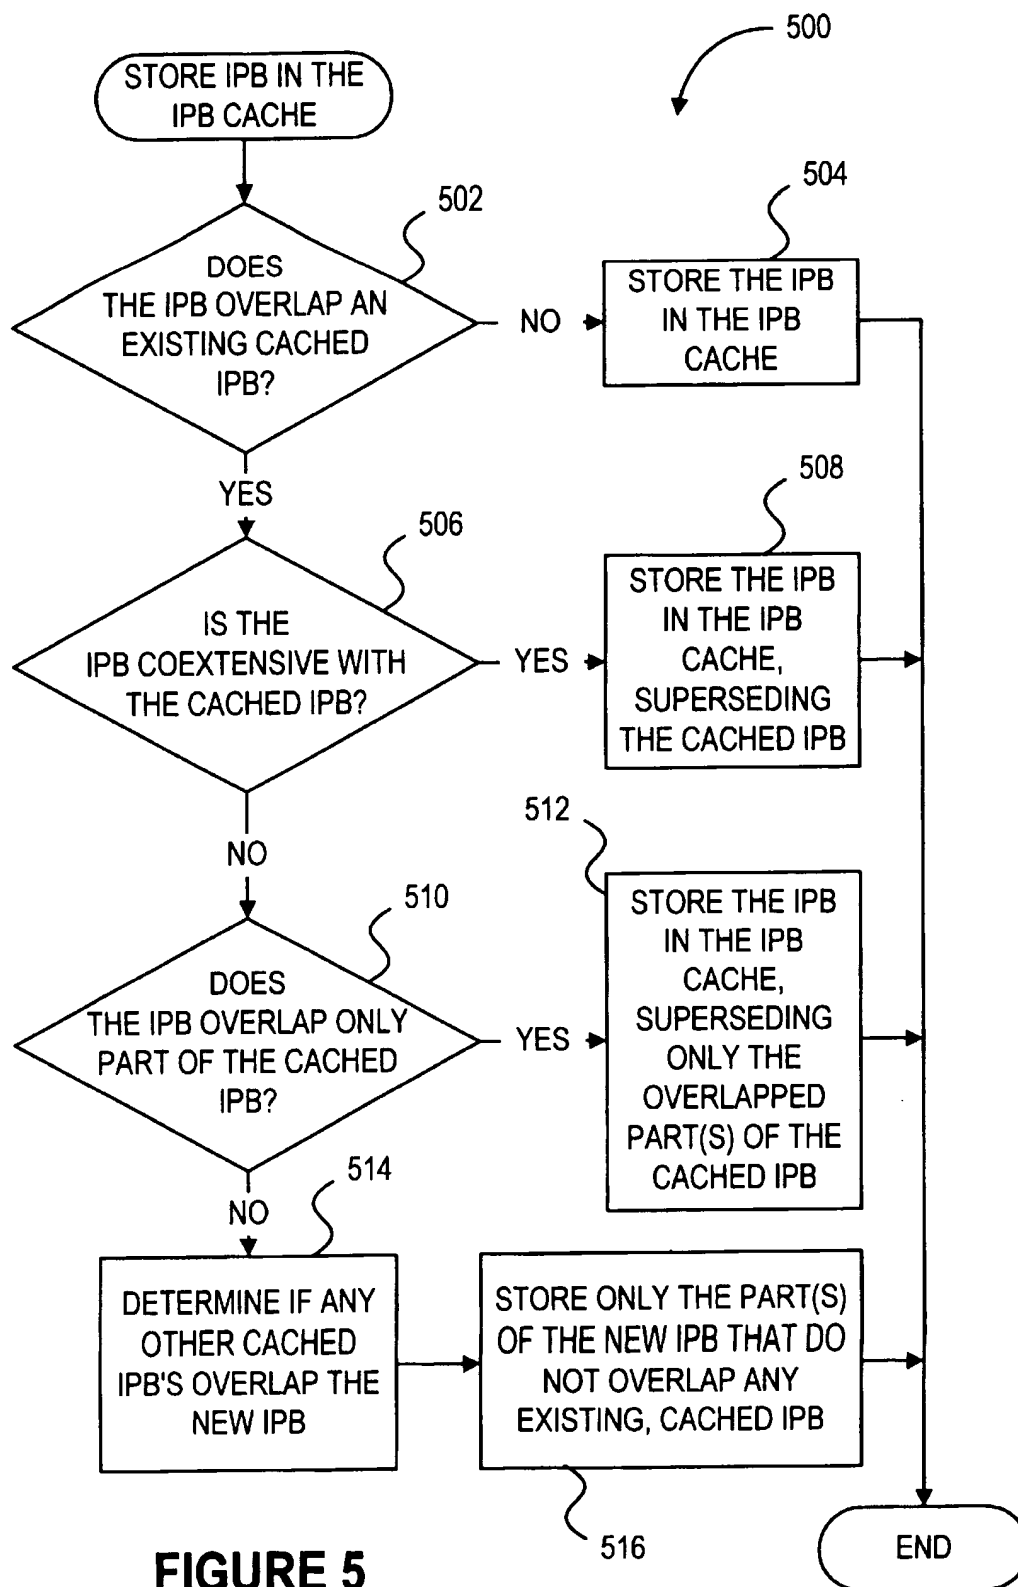 500
STORE IPB IN THE
IPB CACHE
502
DOES
THE IPB OVERLAP AN
EXISTING CACHED
IPB?
NO
504
STORE THE IPB
IN THE IPB
CACHE
YES
506
IS THE
IPB COEXTENSIVE WITH
THE CACHED IPB?
YES
508
STORE THE IPB
IN THE IPB
CACHE,
SUPERSEDING
THE CACHED IPB
NO
510
DOES
THE IPB OVERLAP ONLY
PART OF THE CACHED
IPB?
YES
512
STORE THE IPB
IN THE IPB
CACHE,
SUPERSEDING
ONLY THE
OVERLAPPED
PART(S) OF THE
CACHED IPB
NO
514
DETERMINE IF ANY
OTHER CACHED
IPB'S OVERLAP THE
NEW IPB
STORE ONLY THE PART(S)
OF THE NEW IPB THAT DO
NOT OVERLAP ANY
EXISTING, CACHED IPB
516
END
FIGURE 5